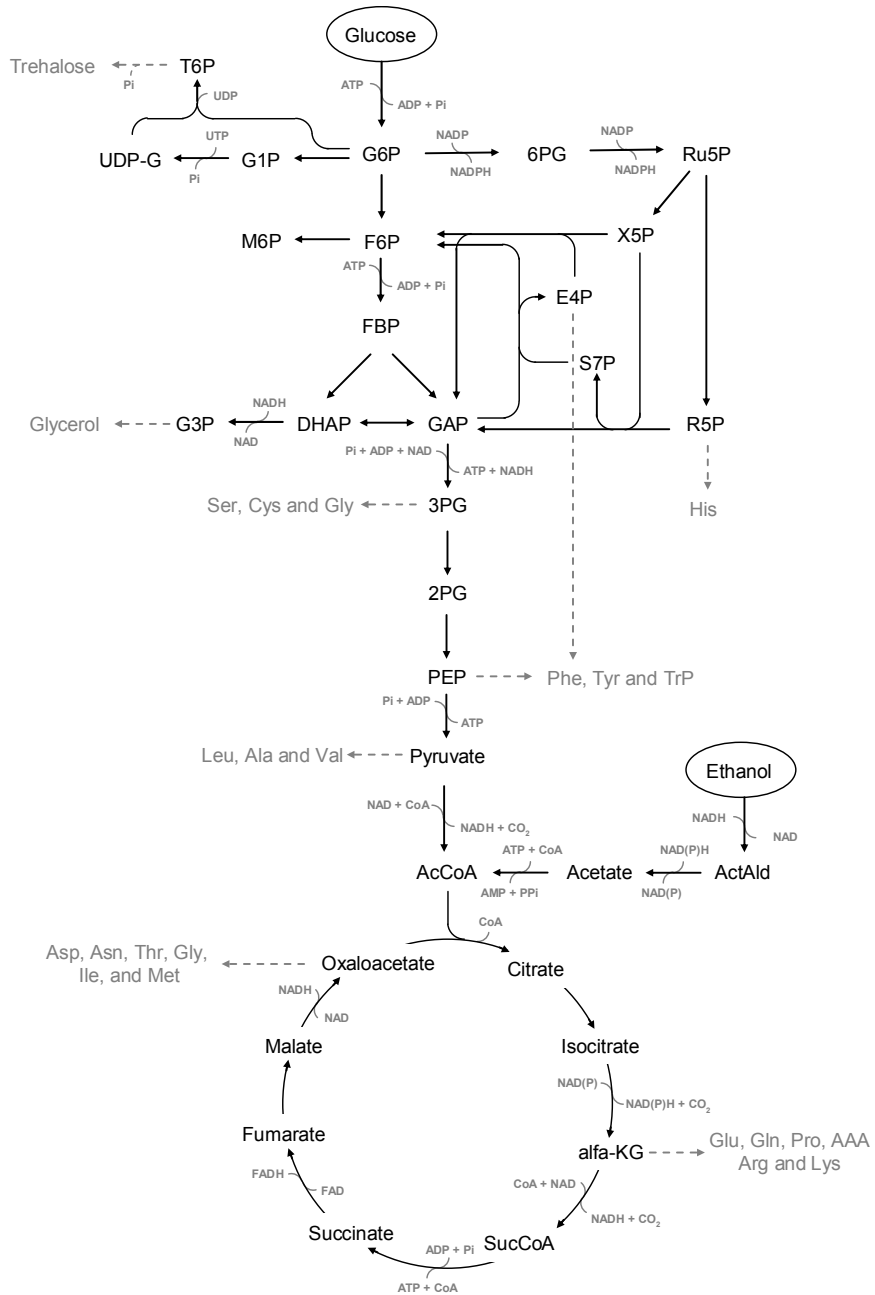 Glucose
Trehalose
T6P
Pi
UDP
ATP
ADP + Pi
UTP
NADP
NADP
UDP-G
G1P
G6P
6PG
Ru5P
Pi
NADPH
NADPH
M6P
F6P
X5P
ATP
ADP + Pi
E4P
FBP
S7P
NADH
Glycerol
G3P
DHAP
GAP
R5P
NAD
Pi + ADP + NAD
ATP + NADH
Ser, Cys and Gly
3PG
His
2PG
PEP
Phe, Tyr and TrP
Pi + ADP
ATP
Leu, Ala and Val
Pyruvate
Ethanol
NAD + CoA
NADH + CO₂
NADH
NAD
ATP + CoA
NAD(P)H
AcCoA
Acetate
ActAld
AMP + PPi
NAD(P)
CoA
Asp, Asn, Thr, Gly,
Ile, and Met
Oxaloacetate
Citrate
NADH
NAD
Malate
Isocitrate
NAD(P)
NAD(P)H + CO₂
Fumarate
alfa-KG
Glu, Gln, Pro, AAA
Arg and Lys
FADH
FAD
CoA + NAD
NADH + CO₂
Succinate
SucCoA
ADP + Pi
ATP + CoA